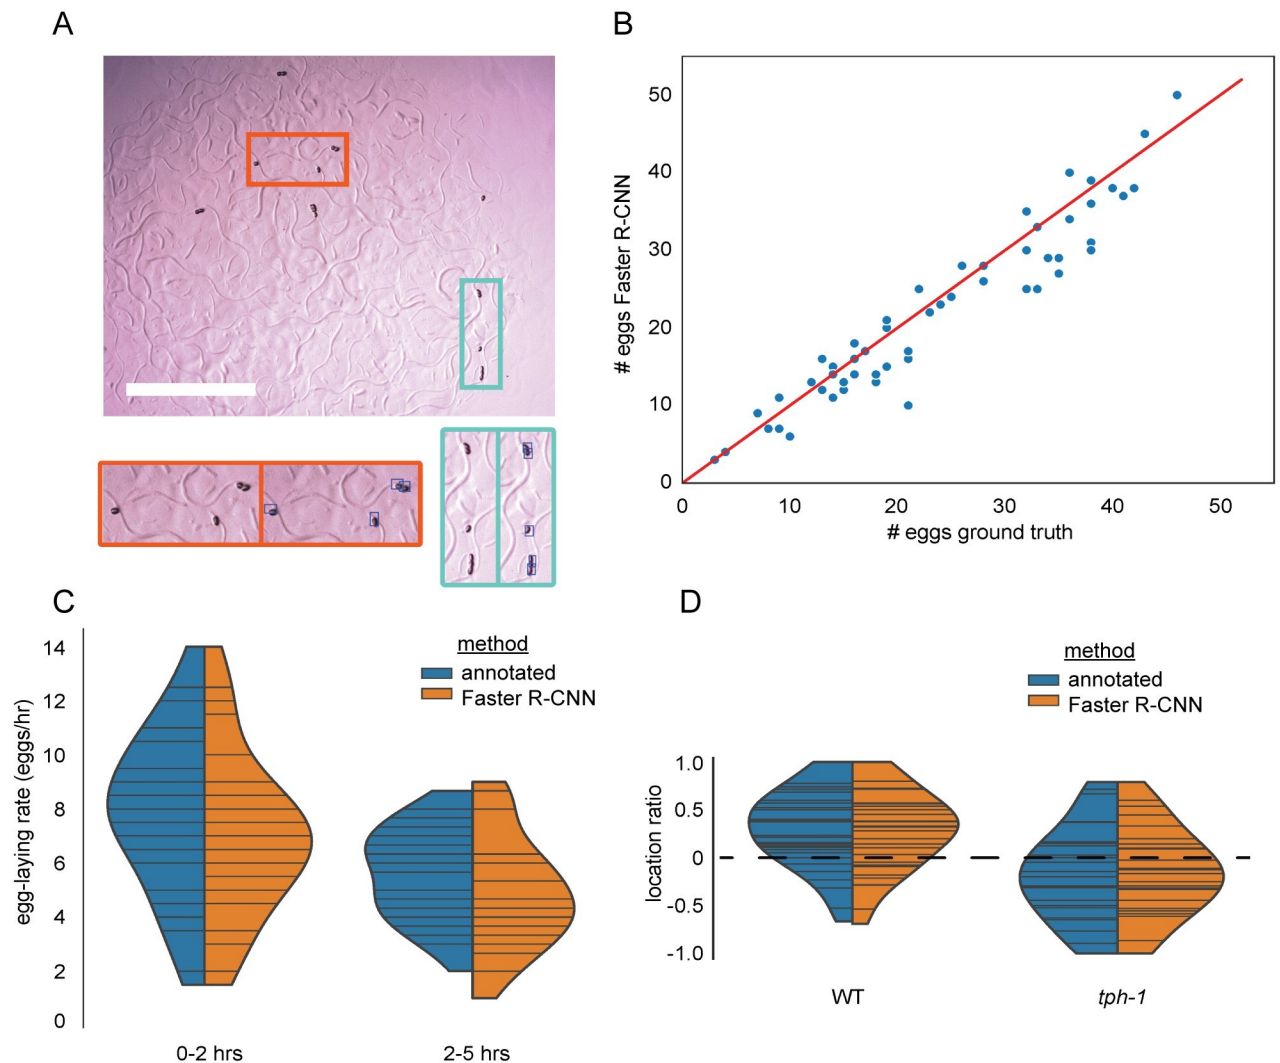 A
B
# eggs Faster R-CNN
50
40
30
20
10
0
0 10 20 30 40 50
# eggs ground truth
C
egg-laying rate (eggs/hr)
14
12
10
8
6
4
2
0
method
annotated
Faster R-CNN
0-2 hrs 2-5 hrs
D
method
annotated
Faster R-CNN
location ratio
1.0
0.5
0
-0.5
-1.0
WT tph-1